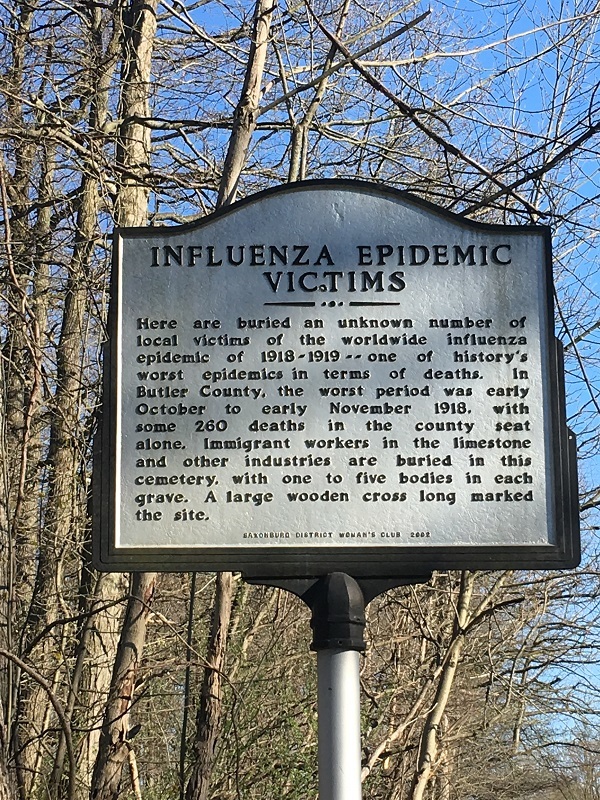 INFLUENZA EPIDEMIC
VICTIMS
Here are buried an unknown number of
local victims of the worldwide influenza
epidemic of 1918-1919 -- one of history's
worst epidemics in terms of deaths. In
Butler County, the worst period was early
October to early November 1918, with
some 260 deaths in the county seat
alone. Immigrant workers in the limestone
and other industries are buried in this
cemetery, with one to five bodies in each
grave. A large wooden cross long marked
the site.
SAXONBURG DISTRICT WOMAN'S CLUB 2002